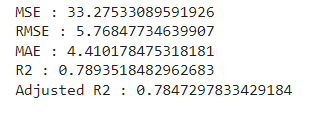 MSE : 33.27533089591926
RMSE : 5.76847734639907
MAE : 4.410178475318181
R2 : 0.7893518482962683
Adjusted R2 : 0.7847297833429184